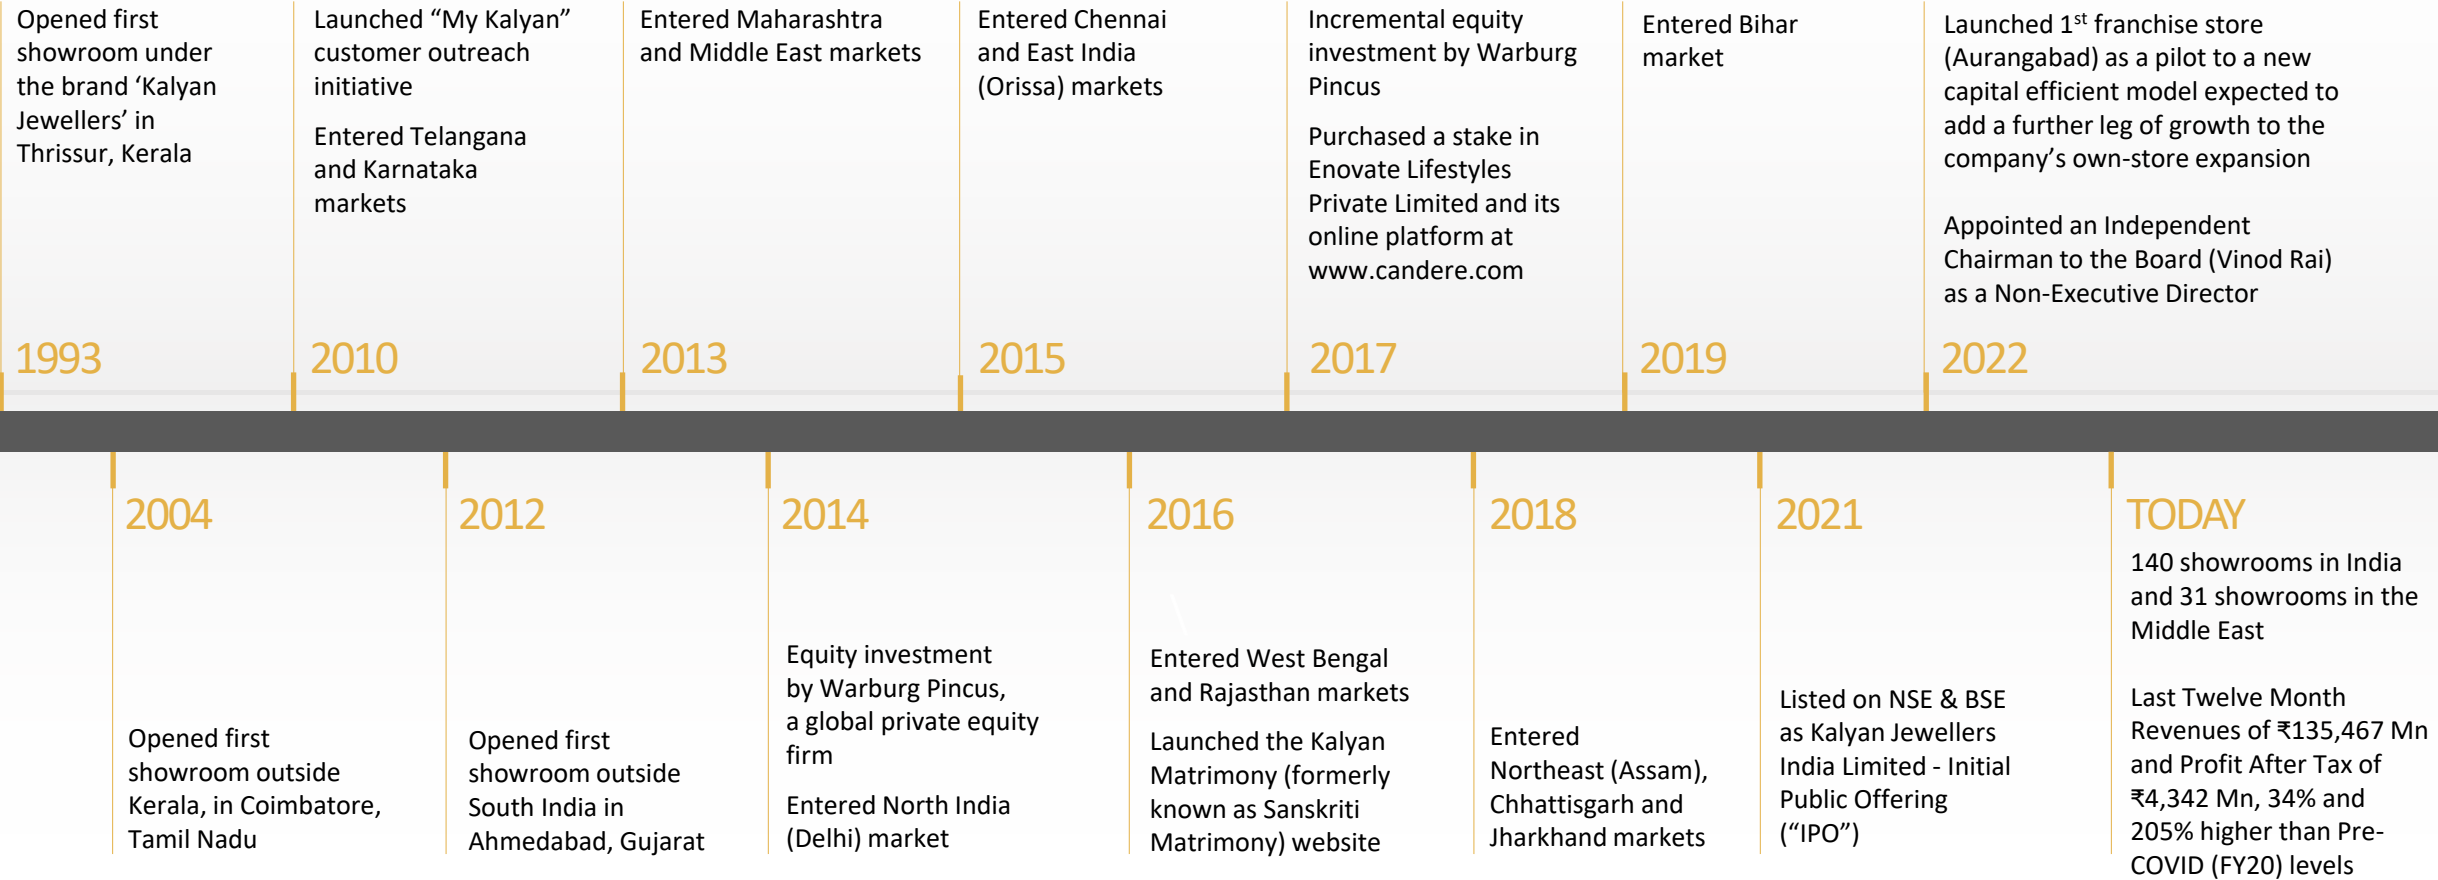 Opened first
showroom under
the brand ‘Kalyan
Jewellers’ in
Thrissur, Kerala
1993
Launched “My Kalyan”
customer outreach
initiative
Entered Telangana
and Karnataka
markets
2010
Entered Maharashtra
and Middle East markets
2013
Entered Chennai
and East India
(Orissa) markets
2015
Incremental equity
investment by Warburg
Pincus
Purchased a stake in
Enovate Lifestyles
Private Limited and its
online platform at
www.candere.com
2017
Entered Bihar
market
2019
Launched 1st franchise store
(Aurangabad) as a pilot to a new
capital efficient model expected to
add a further leg of growth to the
company’s own-store expansion
Appointed an Independent
Chairman to the Board (Vinod Rai)
as a Non-Executive Director
2022
2004
Opened first
showroom outside
Kerala, in Coimbatore,
Tamil Nadu
2012
Opened first
showroom outside
South India in
Ahmedabad, Gujarat
2014
Equity investment
by Warburg Pincus,
a global private equity
firm
Entered North India
(Delhi) market
2016
Entered West Bengal
and Rajasthan markets
Launched the Kalyan
Matrimony (formerly
known as Sanskriti
Matrimony) website
2018
Entered
Northeast (Assam),
Chhattisgarh and
Jharkhand markets
2021
Listed on NSE & BSE
as Kalyan Jewellers
India Limited - Initial
Public Offering
(“IPO”)
TODAY
140 showrooms in India
and 31 showrooms in the
Middle East
Last Twelve Month
Revenues of ₹135,467 Mn
and Profit After Tax of
₹4,342 Mn, 34% and
205% higher than Pre-
COVID (FY20) levels